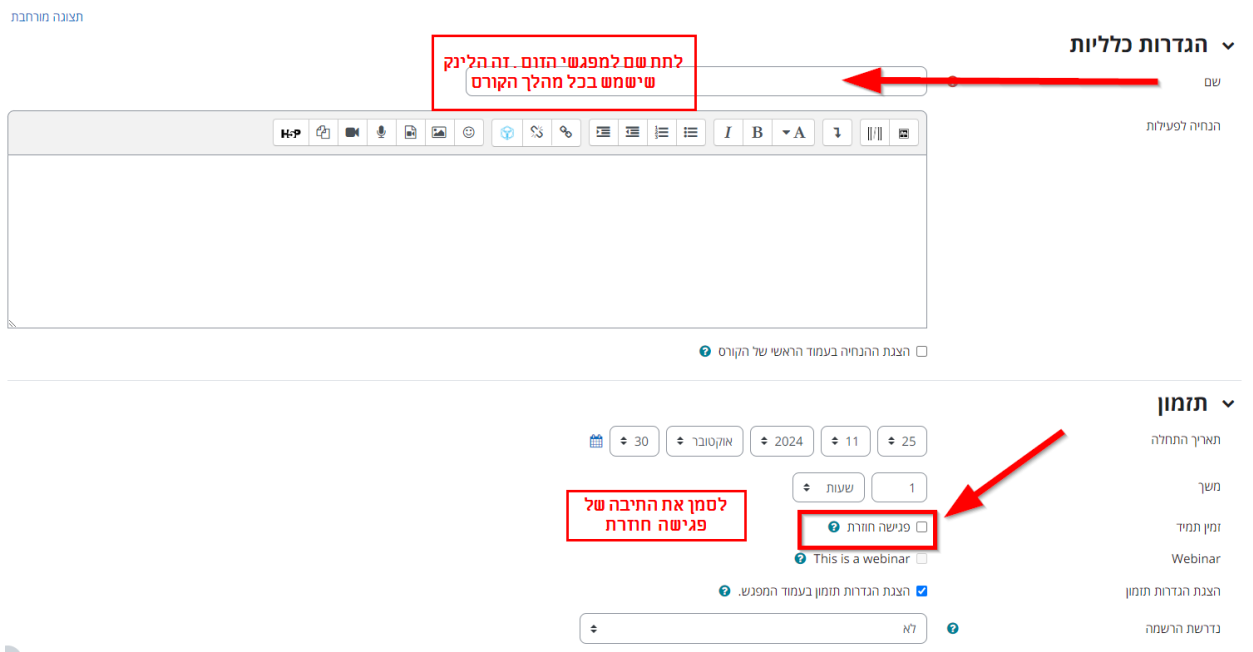 תצוגה מורחבת
הגדרות כלליות
שם
לתת שם למפגשי הזום . זה הלינק
שישמש בכל מהלך הקורס
הנחיה לפעילות
H5P
I B A
הצגת ההנחיה בעמוד הראשי של הקורס
תזמון
תאריך התחלה
25 11 2024 אוקטובר 30
משך
1 שעות
לסמן את התיבה של
פגישה חוזרת
זמין תמיד
פגישה חוזרת
Webinar
This is a webinar
הצגת הגדרות תזמון
הצגת הגדרות תזמון בעמוד המפגש.
נדרשת הרשמה
לא